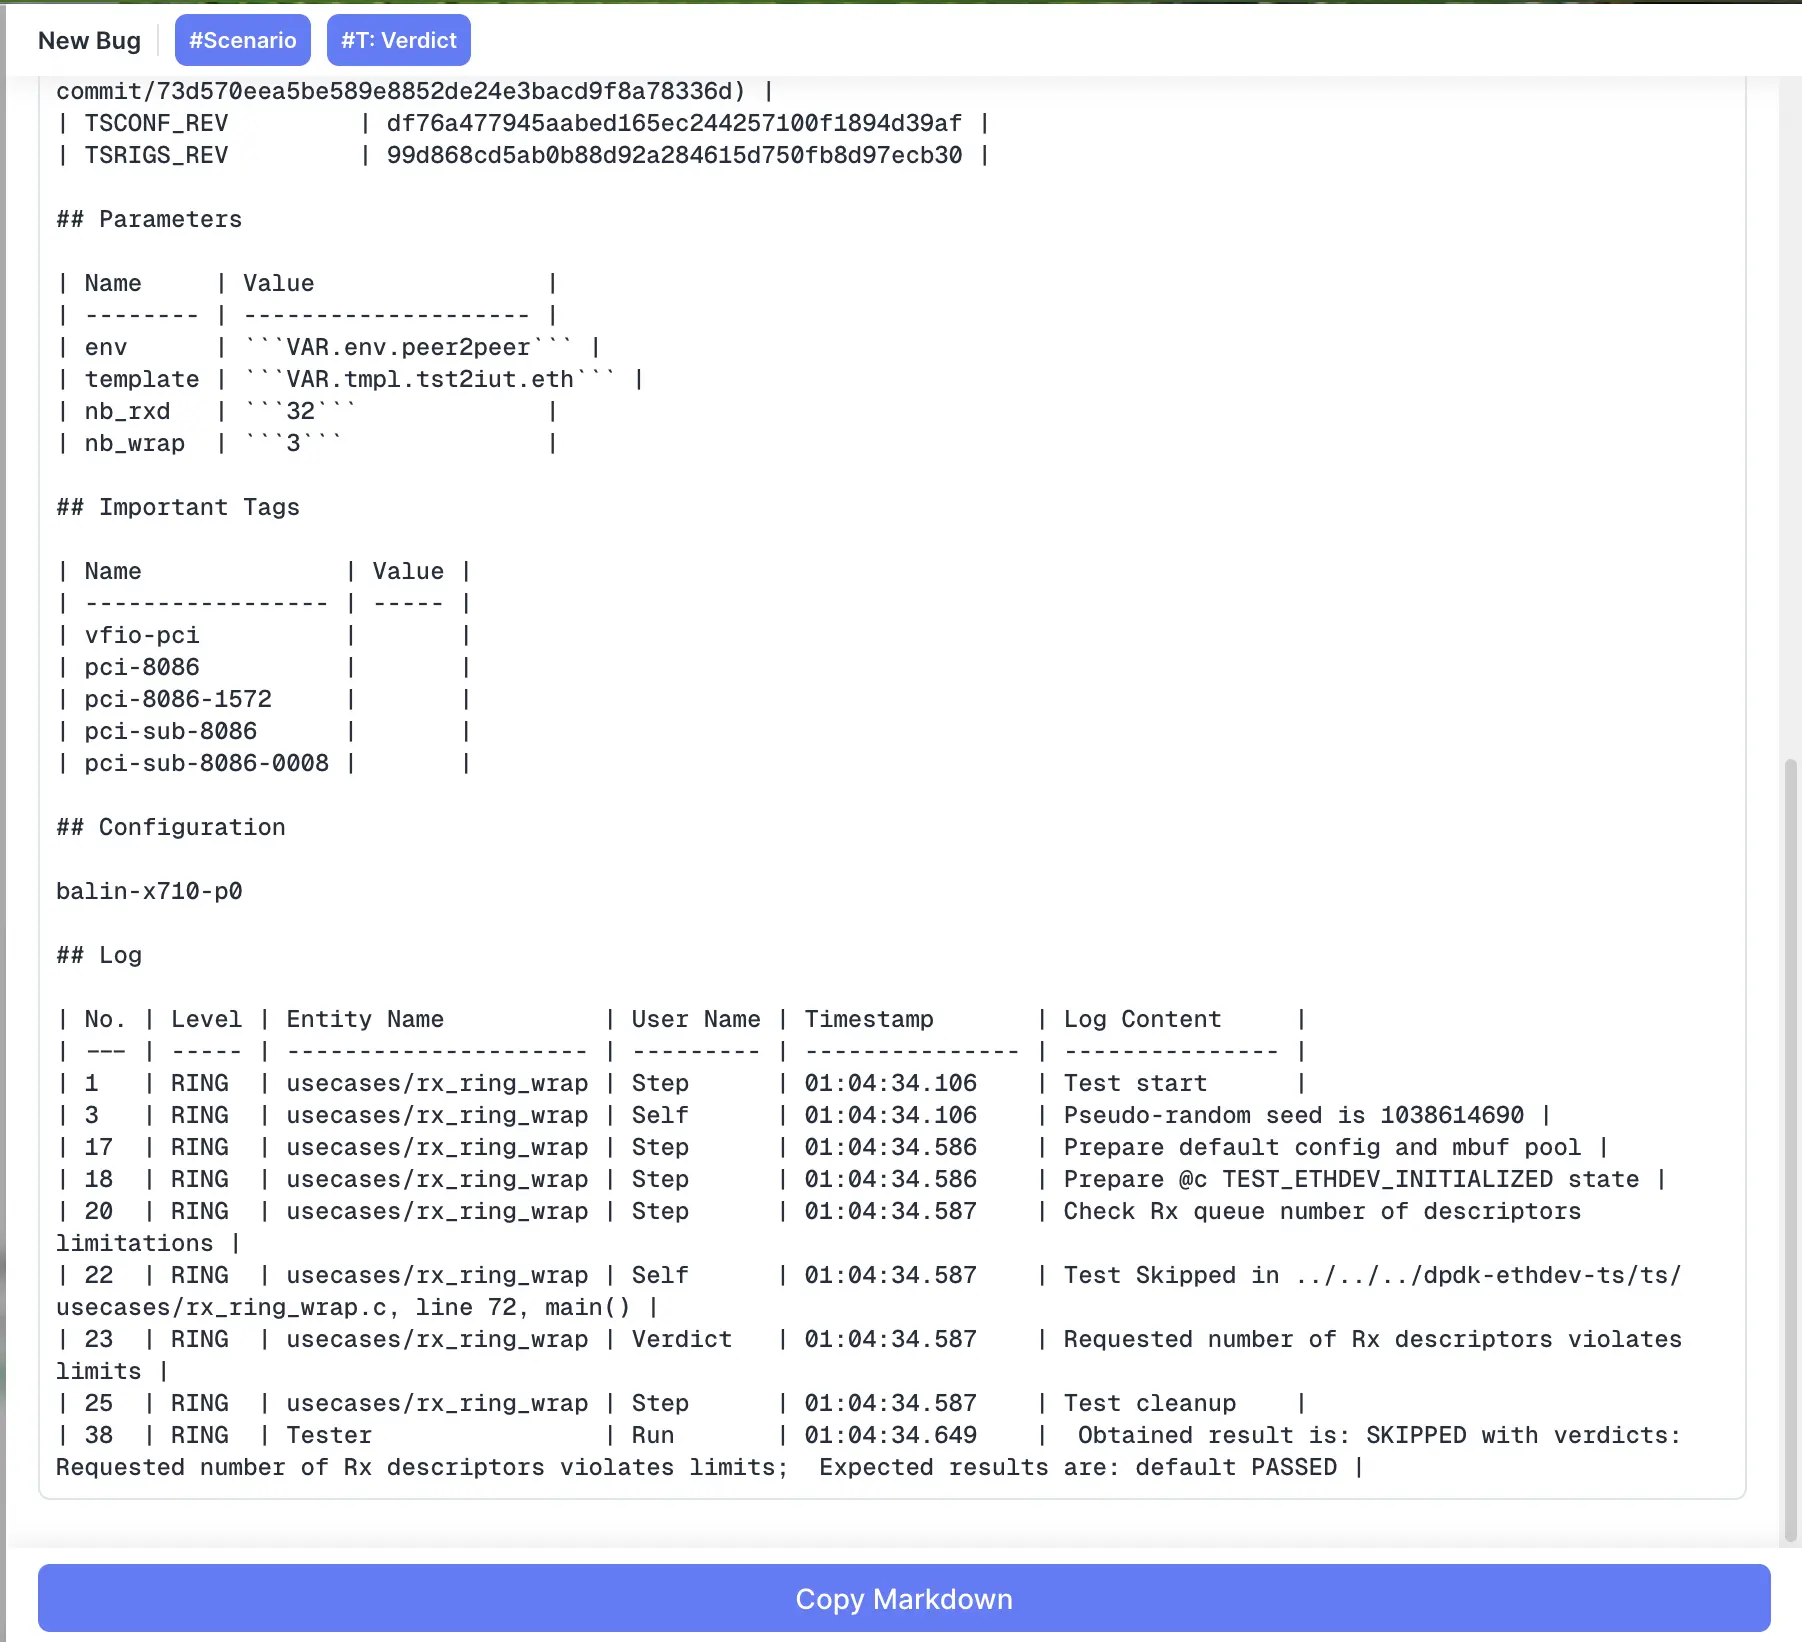 New Bug
#Scenario
#T: Verdict
commit/73d570eea5be589e8852de24e3bacd9f8a78336d) |
| TSCONF_REV         | df76a477945aabed165ec244257100f1894d39af |
| TSRIGS_REV         | 99d868cd5ab0b88d92a284615d750fb8d97ecb30 |
## Parameters
| Name     | Value                |
| -------- | -------------------- |
| env      | ```VAR.env.peer2peer``` |
| template | ```VAR.tmpl.tst2iut.eth``` |
| nb_rxd   | ```32```             |
| nb_wrap  | ```3```              |
## Important Tags
| Name              | Value |
| ----------------- | ----- |
| vfio-pci          |       |
| pci-8086          |       |
| pci-8086-1572     |       |
| pci-sub-8086      |       |
| pci-sub-8086-0008 |       |
## Configuration
balin-x710-p0
## Log
| No. | Level | Entity Name           | User Name | Timestamp       | Log Content     |
| --- | ----- | --------------------- | --------- | --------------- | --------------- |
| 1   | RING  | usecases/rx_ring_wrap | Step      | 01:04:34.106    | Test start      |
| 3   | RING  | usecases/rx_ring_wrap | Self      | 01:04:34.106    | Pseudo-random seed is 1038614690 |
| 17  | RING  | usecases/rx_ring_wrap | Step      | 01:04:34.586    | Prepare default config and mbuf pool |
| 18  | RING  | usecases/rx_ring_wrap | Step      | 01:04:34.586    | Prepare @c TEST_ETHDEV_INITIALIZED state |
| 20  | RING  | usecases/rx_ring_wrap | Step      | 01:04:34.587    | Check Rx queue number of descriptors
limitations |
| 22  | RING  | usecases/rx_ring_wrap | Self      | 01:04:34.587    | Test Skipped in ../../../dpdk-ethdev-ts/ts/
usecases/rx_ring_wrap.c, line 72, main() |
| 23  | RING  | usecases/rx_ring_wrap | Verdict   | 01:04:34.587    | Requested number of Rx descriptors violates
limits |
| 25  | RING  | usecases/rx_ring_wrap | Step      | 01:04:34.587    | Test cleanup    |
| 38  | RING  | Tester                | Run       | 01:04:34.649    |  Obtained result is: SKIPPED with verdicts:
Requested number of Rx descriptors violates limits;  Expected results are: default PASSED |
Copy Markdown